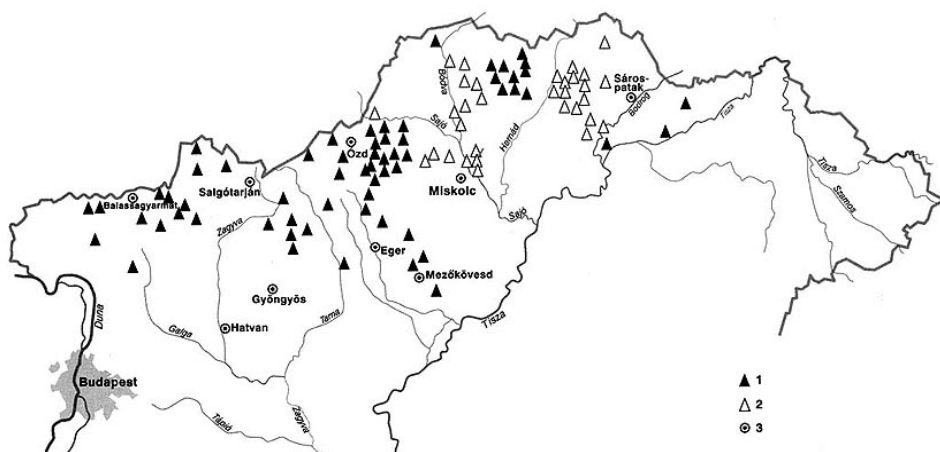 Bódva
Sáros-
patak
Bodrog
Tisza
Sajó
Hernád
Ózd
Salgótarján
Miskolc
Tisza
Szamos
Balassagyarmat
Zagyva
Sajó
Eger
Mezőkövesd
Gyöngyös
Duna
Galga
Hatvan
Tarna
Tisza
Budapest
Tápió
Zagyva
1
2
3